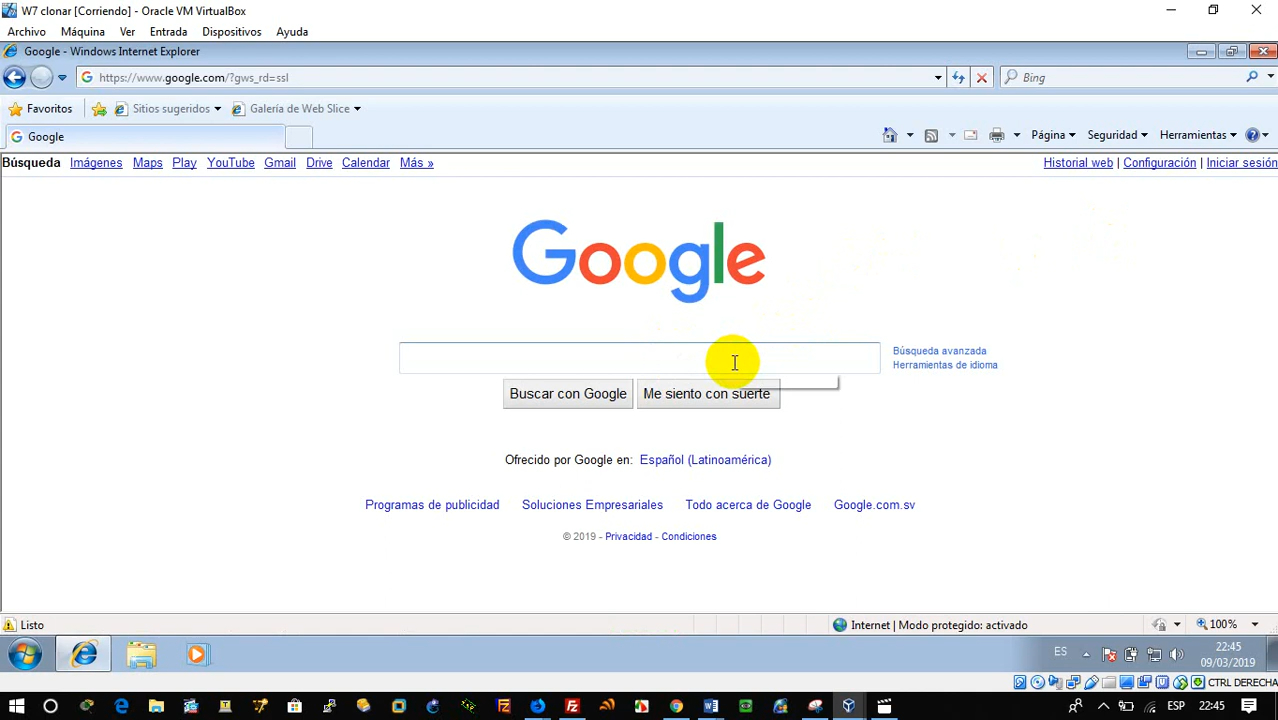 W7 clonar [Corriendo] - Oracle VM VirtualBox
Archivo Máquina Ver Entrada Dispositivos Ayuda
Google - Windows Internet Explorer
https://www.google.com/?gws_rd=ssl
Bing
Favoritos Sitios sugeridos Galería de Web Slice
Google
Página Seguridad Herramientas
Búsqueda Imágenes Maps Play YouTube Gmail Drive Calendar Más »
Historial web | Configuración | Iniciar sesión
Google
Búsqueda avanzada
Herramientas de idioma
Buscar con Google Me siento con suerte
Ofrecido por Google en: Español (Latinoamérica)
Programas de publicidad Soluciones Empresariales Todo acerca de Google Google.com.sv
© 2019 - Privacidad - Condiciones
Listo
Internet | Modo protegido: activado
100%
ES
22:45
09/03/2019
CTRL DERECHA
ESP 22:45